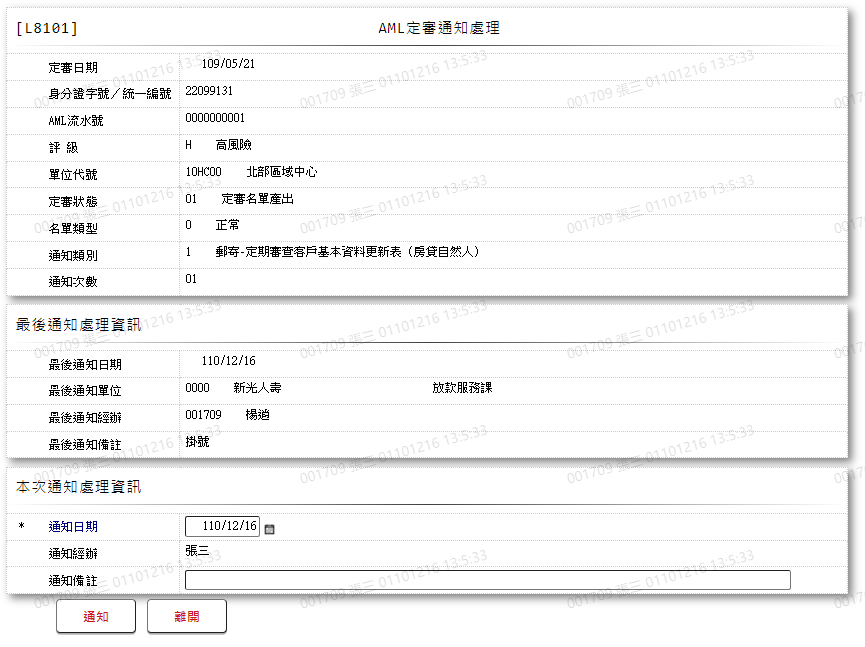 [L8101] AML定審通知處理
定審日期 109/05/21
身分證字號／統一編號 22099131
AML流水號 0000000001
評 級 H 高風險
單位代號 10HC00 北部區域中心
定審狀態 01 定審名單產出
名單類型 0 正常
通知類別 1 郵寄-定期審查客戶基本資料更新表（房貸自然人）
通知次數 01
最後通知處理資訊
最後通知日期 110/12/16
最後通知單位 0000 新光人壽 放款服務課
最後通知經辦 001709 楊逍
最後通知備註 掛號
本次通知處理資訊
* 通知日期 110/12/16
通知經辦 張三
通知備註
通知 離開
001709 張三 01101216 13:5:33